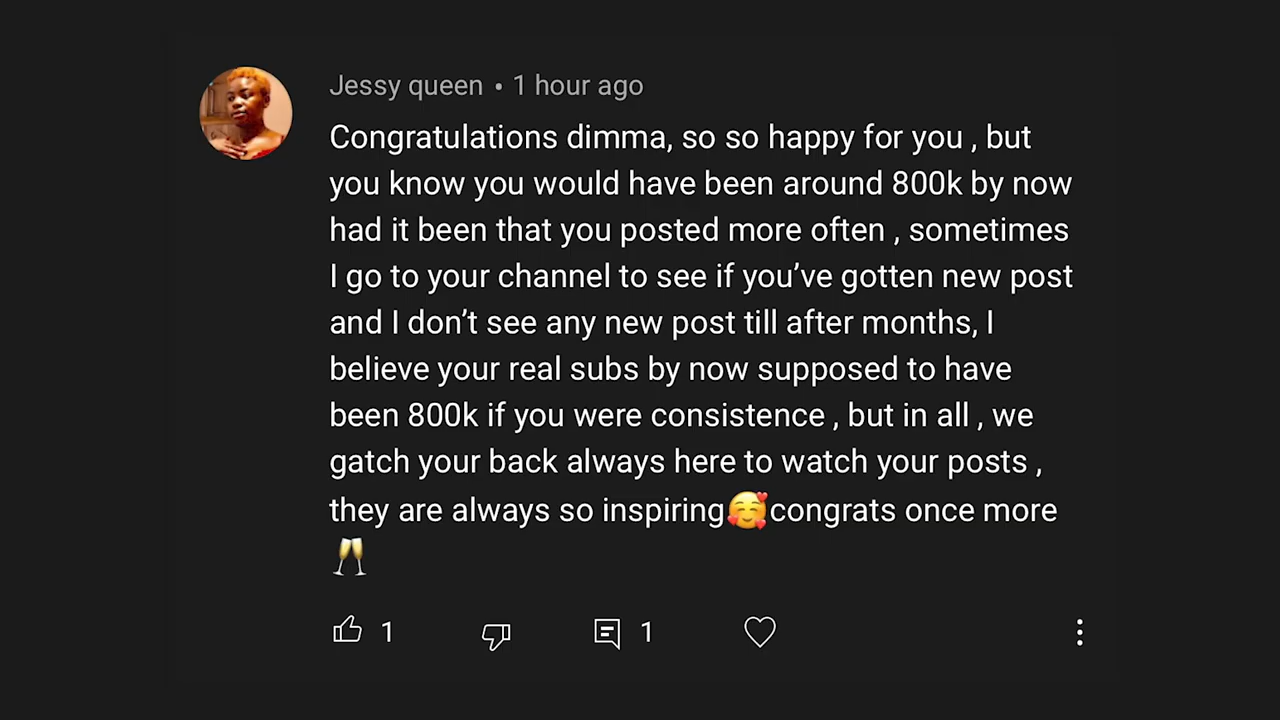 Jessy queen • 1 hour ago
Congratulations dimma, so so happy for you , but
you know you would have been around 800k by now
had it been that you posted more often , sometimes
I go to your channel to see if you’ve gotten new post
and I don’t see any new post till after months, I
believe your real subs by now supposed to have
been 800k if you were consistence , but in all , we
gatch your back always here to watch your posts ,
they are always so inspiring🥰congrats once more
🥂
1 1